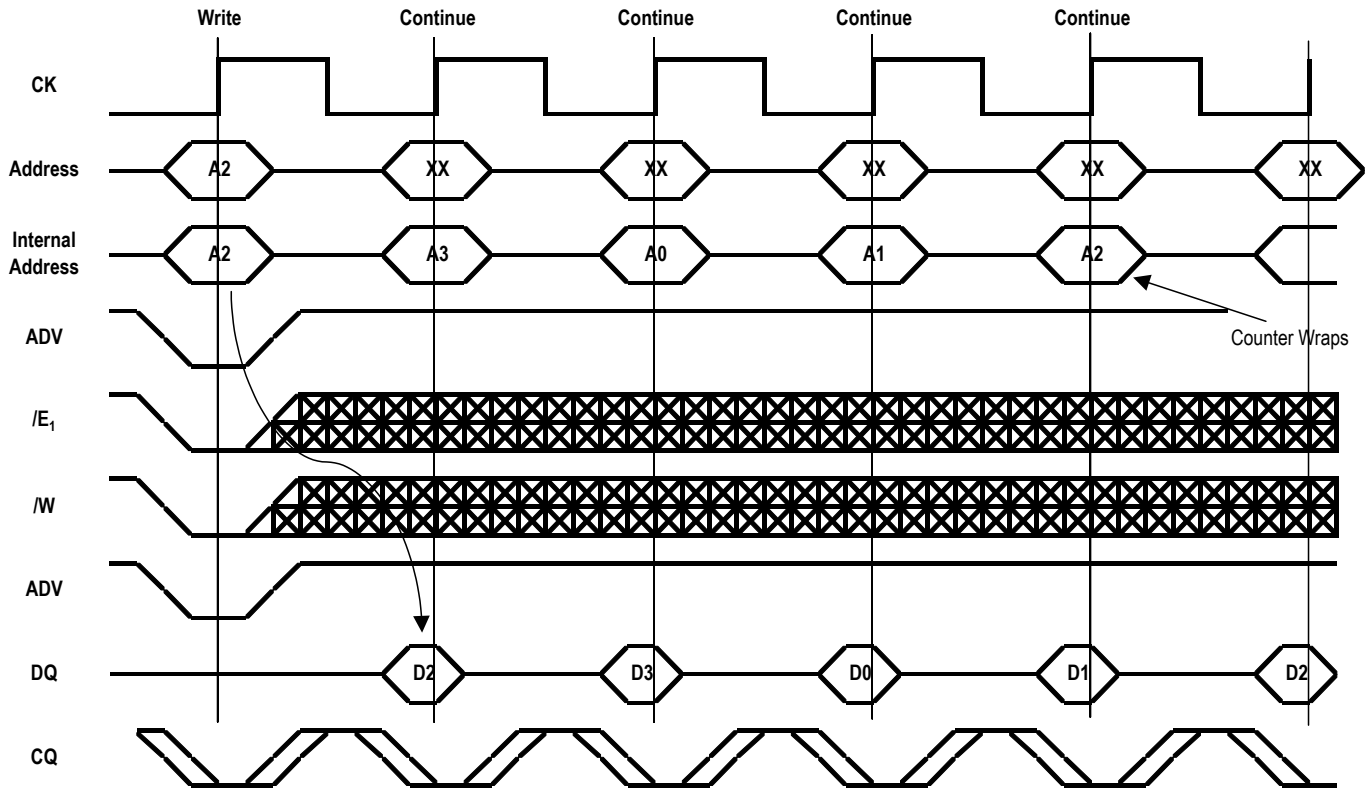 Write Continue Continue Continue Continue
CK
Address A2 XX XX XX XX XX
Internal
Address
A2 A3 A0 A1 A2
ADV
Counter Wraps
/E1
/W
ADV
DQ D2 D3 D0 D1 D2
CQ